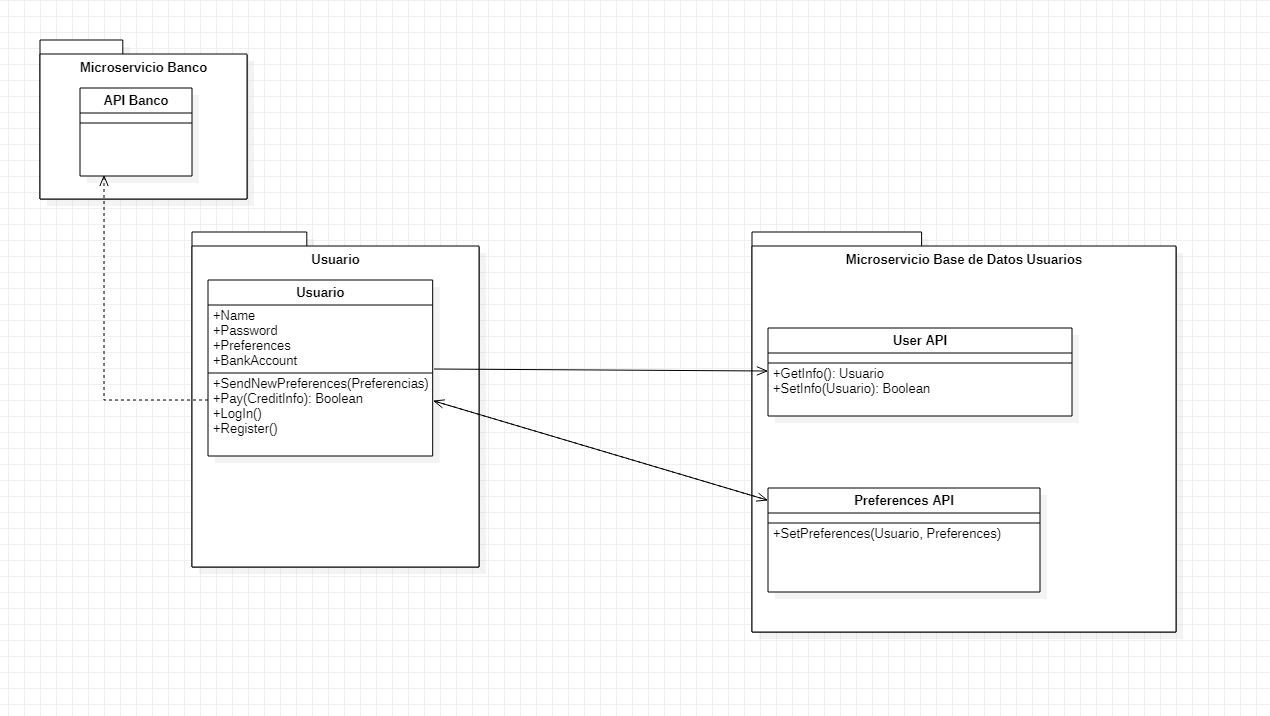 Microservicio Banco
API Banco
Usuario
Usuario
+Name
+Password
+Preferences
+BankAccount
+SendNewPreferences(Preferencias)
+Pay(CreditInfo): Boolean
+LogIn()
+Register()
Microservicio Base de Datos Usuarios
User API
+GetInfo(): Usuario
+SetInfo(Usuario): Boolean
Preferences API
+SetPreferences(Usuario, Preferences)